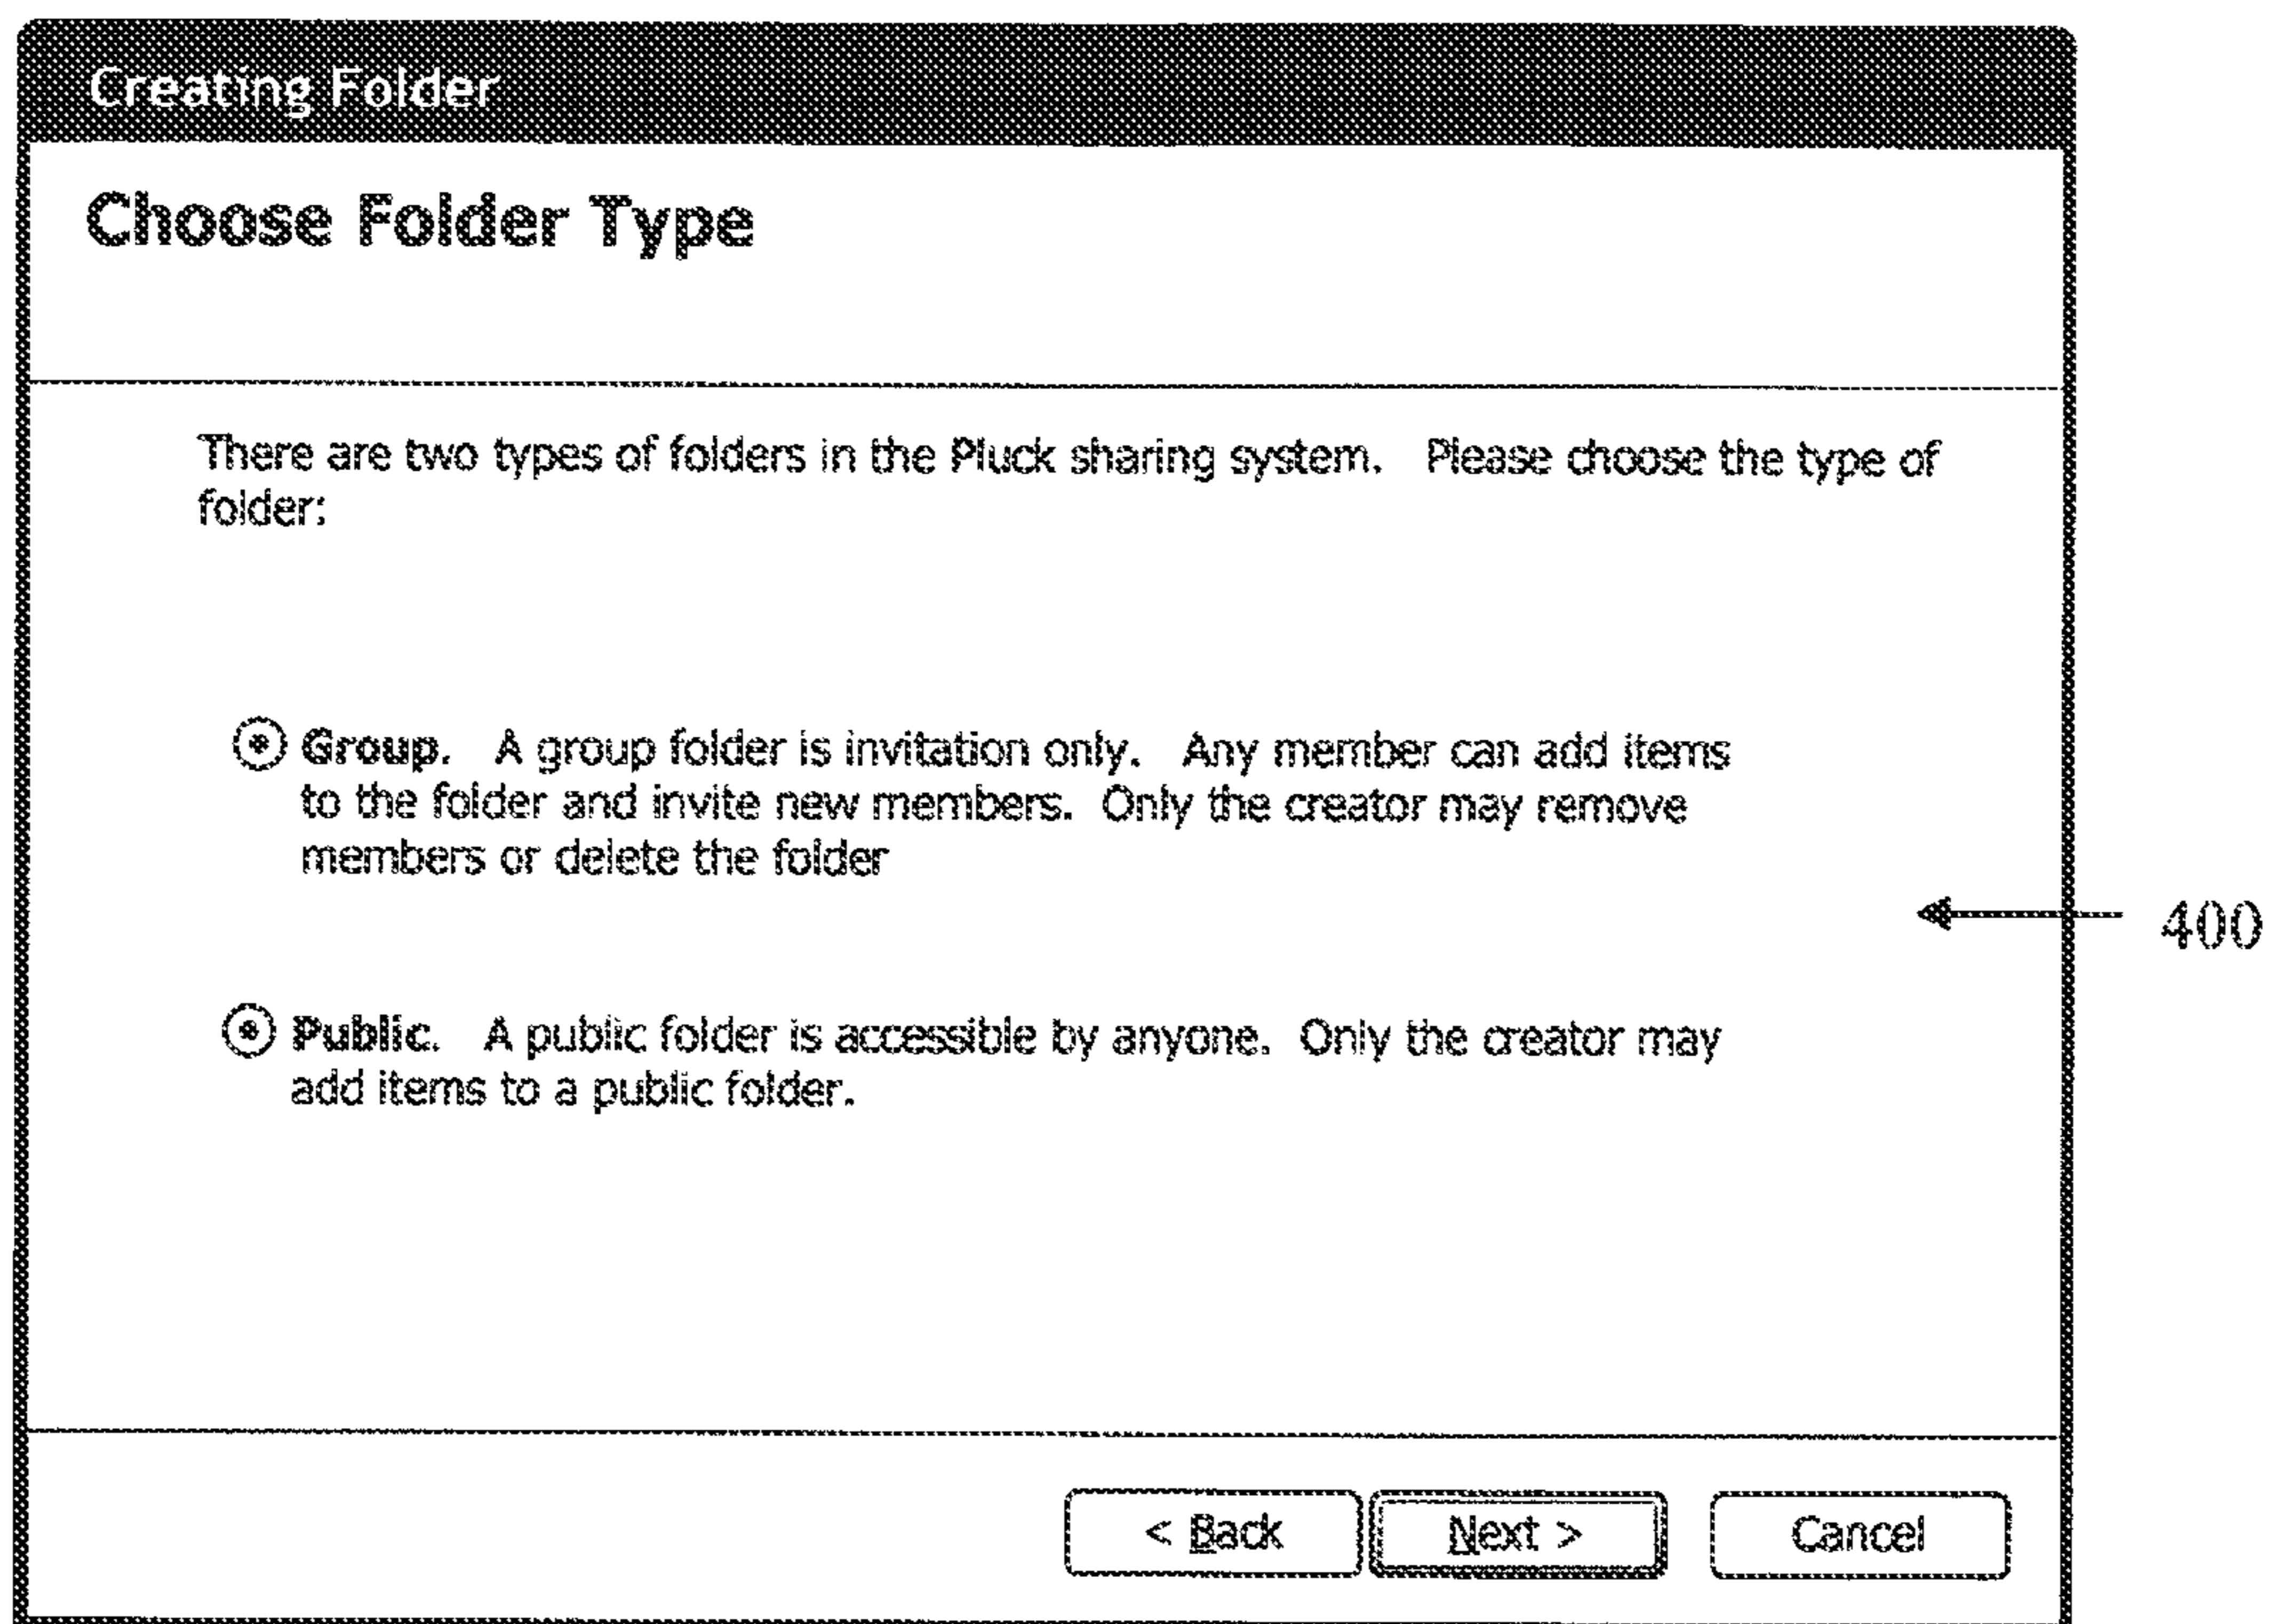 Creating Folder
Choose Folder Type
There are two types of folders in the Pluck sharing system. Please choose the type of
folder:
Group. A group folder is invitation only. Any member can add items
to the folder and invite new members. Only the creator may remove
members or delete the folder
400
Public. A public folder is accessible by anyone. Only the creator may
add items to a public folder.
< Back Next > Cancel